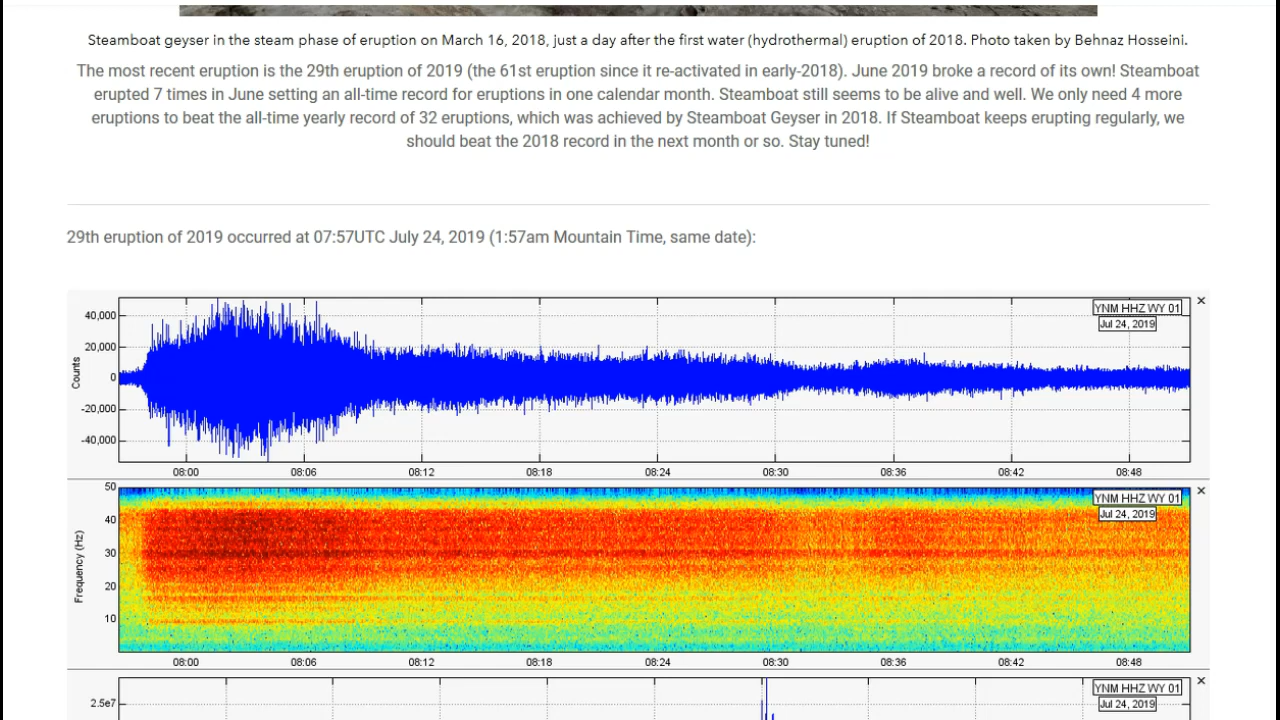 Steamboat geyser in the steam phase of eruption on March 16, 2018, just a day after the first water (hydrothermal) eruption of 2018. Photo taken by Behnaz Hosseini.
The most recent eruption is the 29th eruption of 2019 (the 61st eruption since it re-activated in early-2018). June 2019 broke a record of its own! Steamboat
erupted 7 times in June setting an all-time record for eruptions in one calendar month. Steamboat still seems to be alive and well. We only need 4 more
eruptions to beat the all-time yearly record of 32 eruptions, which was achieved by Steamboat Geyser in 2018. If Steamboat keeps erupting regularly, we
should beat the 2018 record in the next month or so. Stay tuned!
29th eruption of 2019 occurred at 07:57UTC July 24, 2019 (1:57am Mountain Time, same date):
YNM HHZ WY 01
Jul 24, 2019
Counts
40,000
20,000
0
-20,000
-40,000
08:00 08:06 08:12 08:18 08:24 08:30 08:36 08:42 08:48
YNM HHZ WY 01
Jul 24, 2019
Frequency (Hz)
50
40
30
20
10
08:00 08:06 08:12 08:18 08:24 08:30 08:36 08:42 08:48
YNM HHZ WY 01
Jul 24, 2019
2.5e7